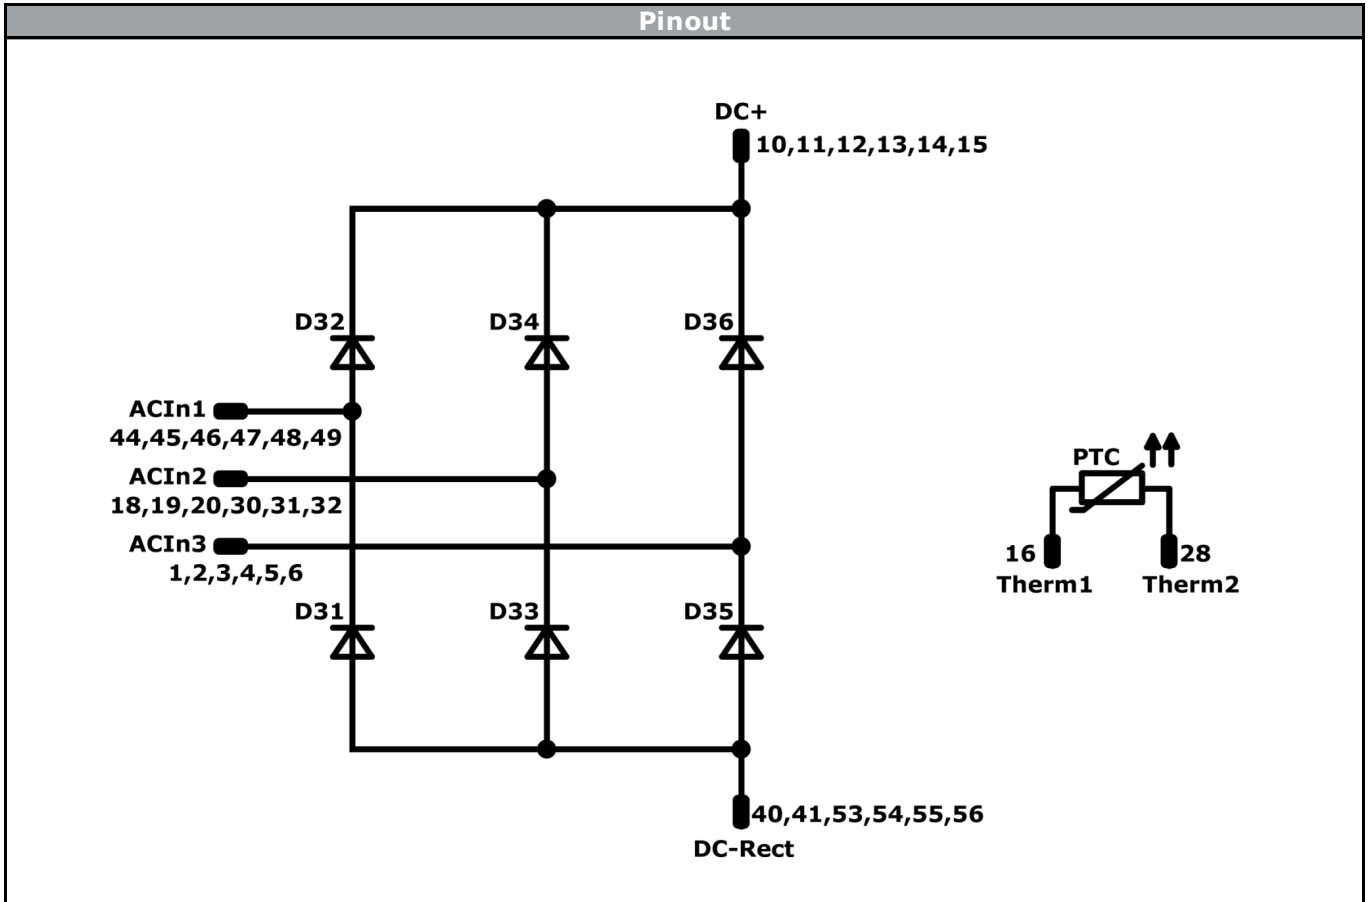 Pinout
DC+
10,11,12,13,14,15
D32
D34
D36
ACIn1
44,45,46,47,48,49
ACIn2
18,19,20,30,31,32
ACIn3
1,2,3,4,5,6
PTC
16
28
Therm1
Therm2
D31
D33
D35
40,41,53,54,55,56
DC-Rect